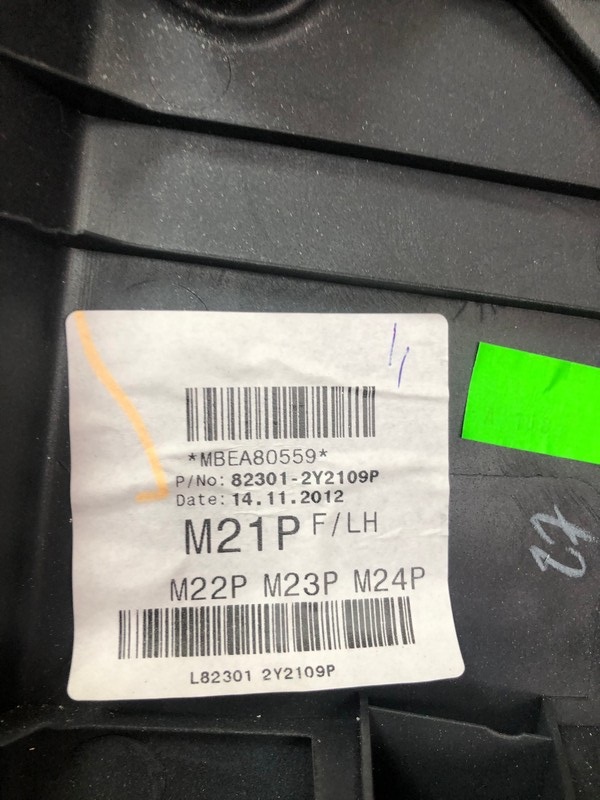 *MBEA80559*
P/No: 82301-2Y2109P
Date: 14.11.2012
M21P F/LH
M22P M23P M24P
L82301 2Y2109P